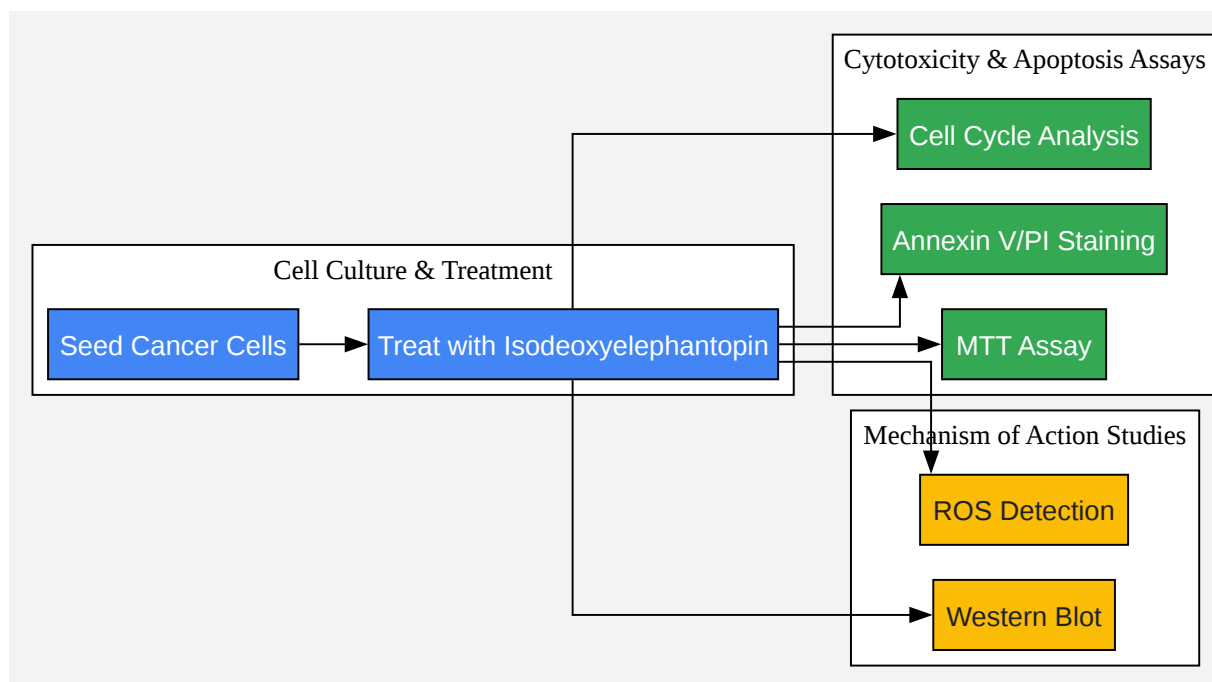 Cell Culture & Treatment
Seed Cancer Cells
Treat with Isodeoxyelephantopin
Cytotoxicity & Apoptosis Assays
Cell Cycle Analysis
Annexin V/PI Staining
MTT Assay
Mechanism of Action Studies
ROS Detection
Western Blot